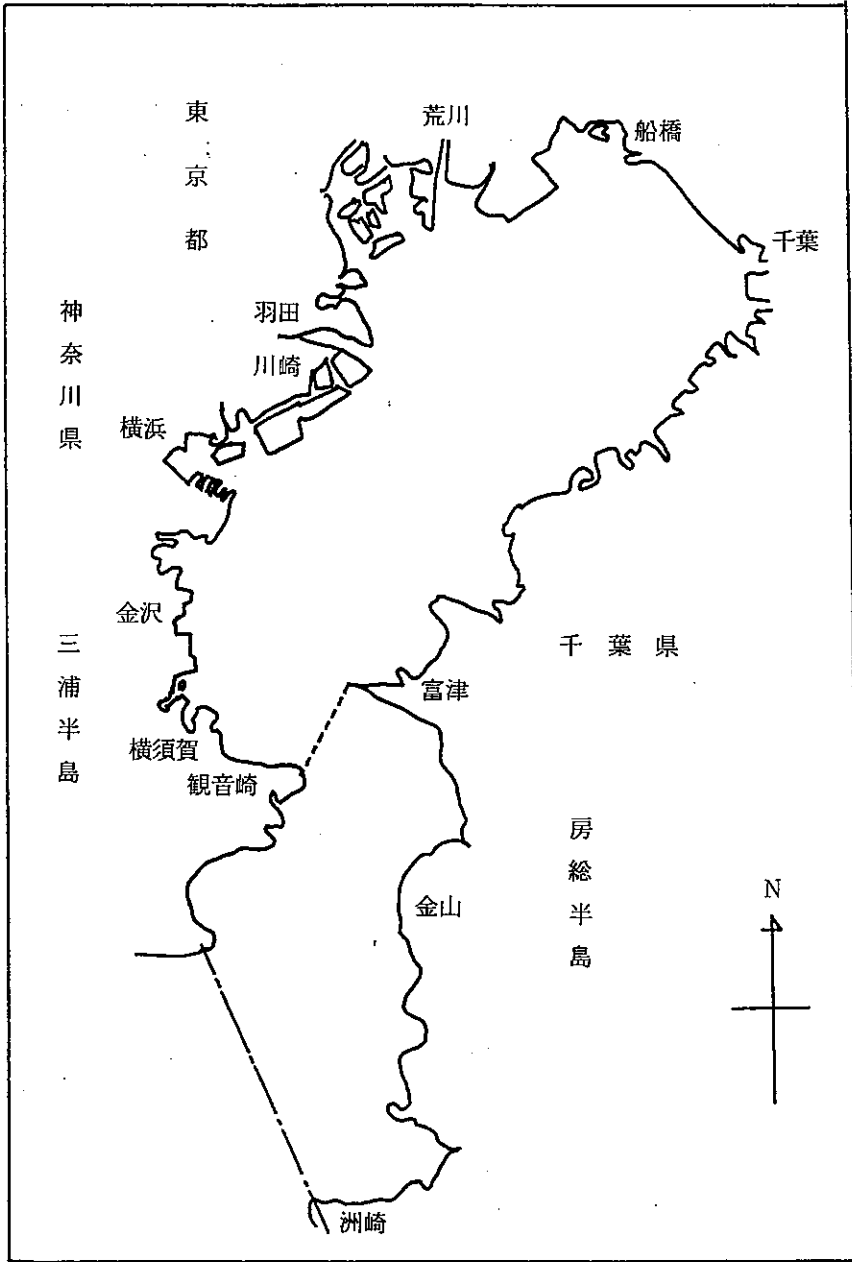 東京都
荒川
船橋
千葉
神奈川県
羽田
川崎
横浜
金沢
三浦半島
千葉県
富津
横須賀
観音崎
房総半島
金山
N
洲崎